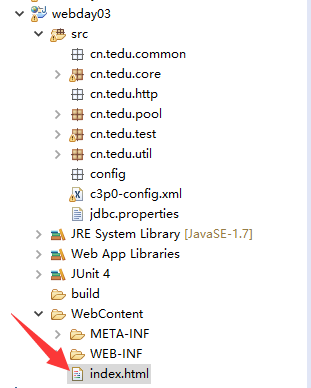 webday03
src
cn.tedu.common
cn.tedu.core
cn.tedu.http
cn.tedu.pool
cn.tedu.test
cn.tedu.util
config
c3p0-config.xml
jdbc.properties
JRE System Library [JavaSE-1.7]
Web App Libraries
JUnit 4
build
WebContent
META-INF
WEB-INF
index.html